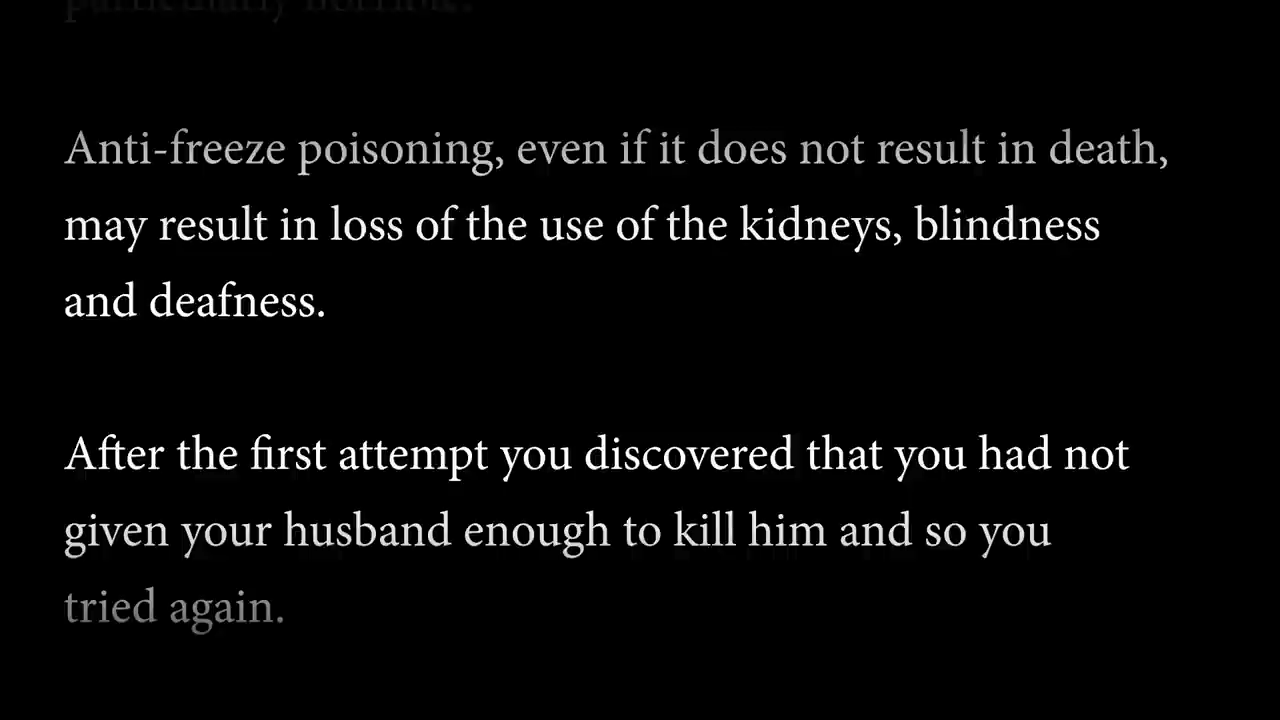 particularly horrible.
Anti-freeze poisoning, even if it does not result in death,
may result in loss of the use of the kidneys, blindness
and deafness.
After the first attempt you discovered that you had not
given your husband enough to kill him and so you
tried again.